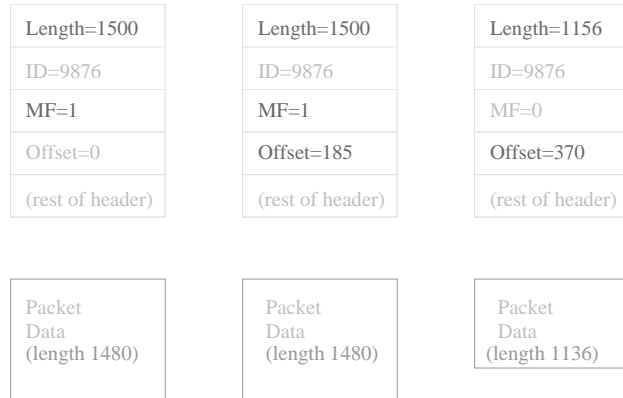 Length=1500
ID=9876
MF=1
Offset=0
(rest of header)
Packet
Data
(length 1480)
Length=1500
ID=9876
MF=1
Offset=185
(rest of header)
Packet
Data
(length 1480)
Length=1156
ID=9876
MF=0
Offset=370
(rest of header)
Packet
Data
(length 1136)